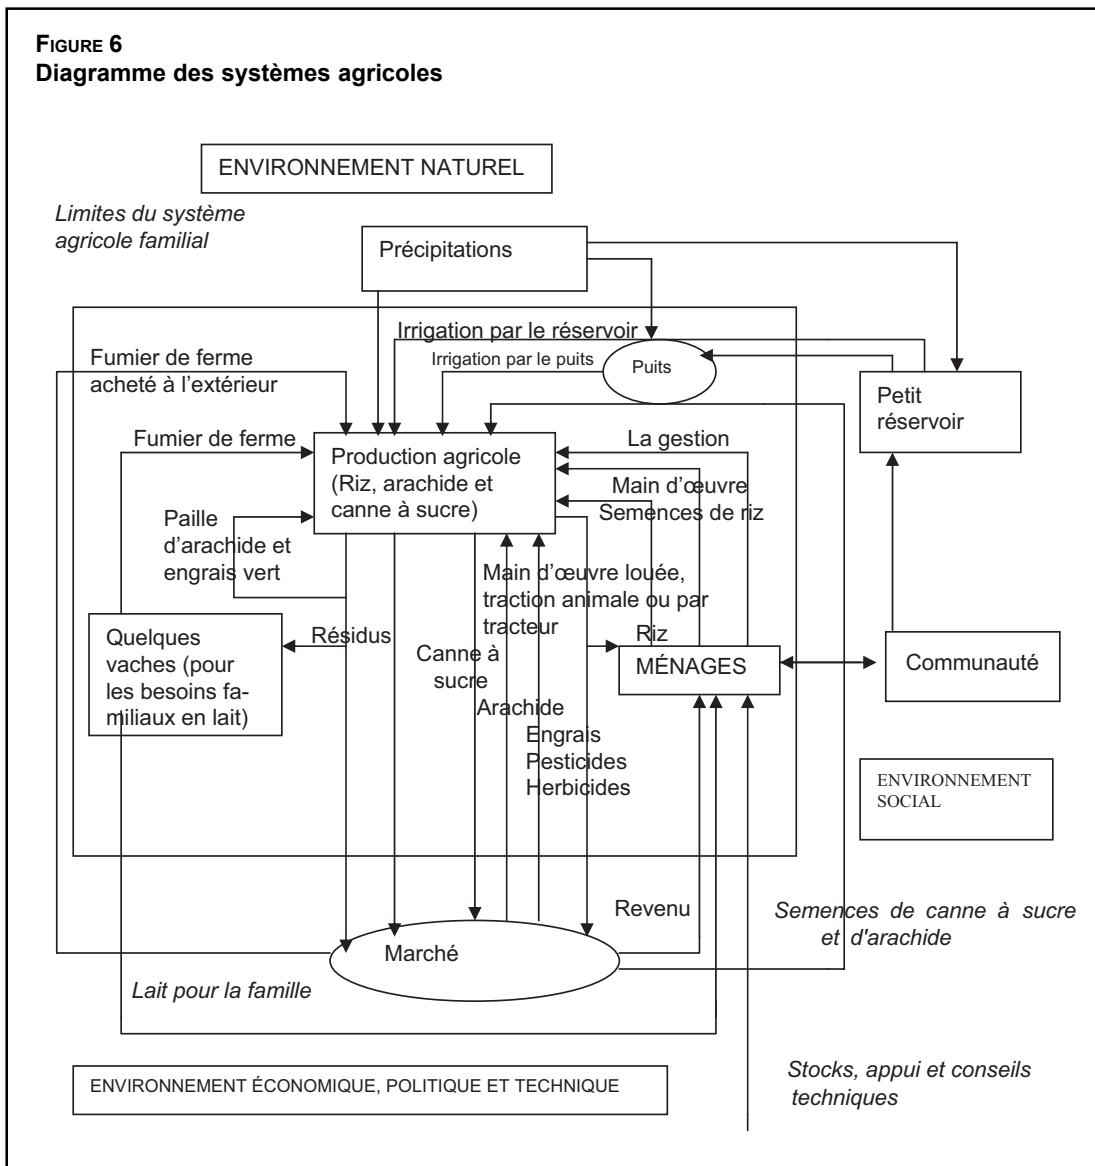 FIGURE 6
Diagramme des systèmes agricoles
ENVIRONNEMENT NATUREL
Limites du système
agricole familial
Précipitations
Irrigation par le réservoir
Fumier de ferme
acheté à l'extérieur
Irrigation par le puits
Puits
Petit
réservoir
Fumier de ferme
La gestion
Production agricole
(Riz, arachide et
canne à sucre)
Main d'œuvre
Semences de riz
Paille
d'arachide et
engrais vert
Main d'œuvre louée,
traction animale ou par
tracteur
Quelques
vaches (pour
les besoins fa-
miliaux en lait)
Résidus
Riz
Canne à
sucre
MÉNAGES
Communauté
Arachide
Engrais
Pesticides
Herbicides
ENVIRONNEMENT
SOCIAL
Revenu
Semences de canne à sucre
et d'arachide
Marché
Lait pour la famille
ENVIRONNEMENT ÉCONOMIQUE, POLITIQUE ET TECHNIQUE
Stocks, appui et conseils
techniques